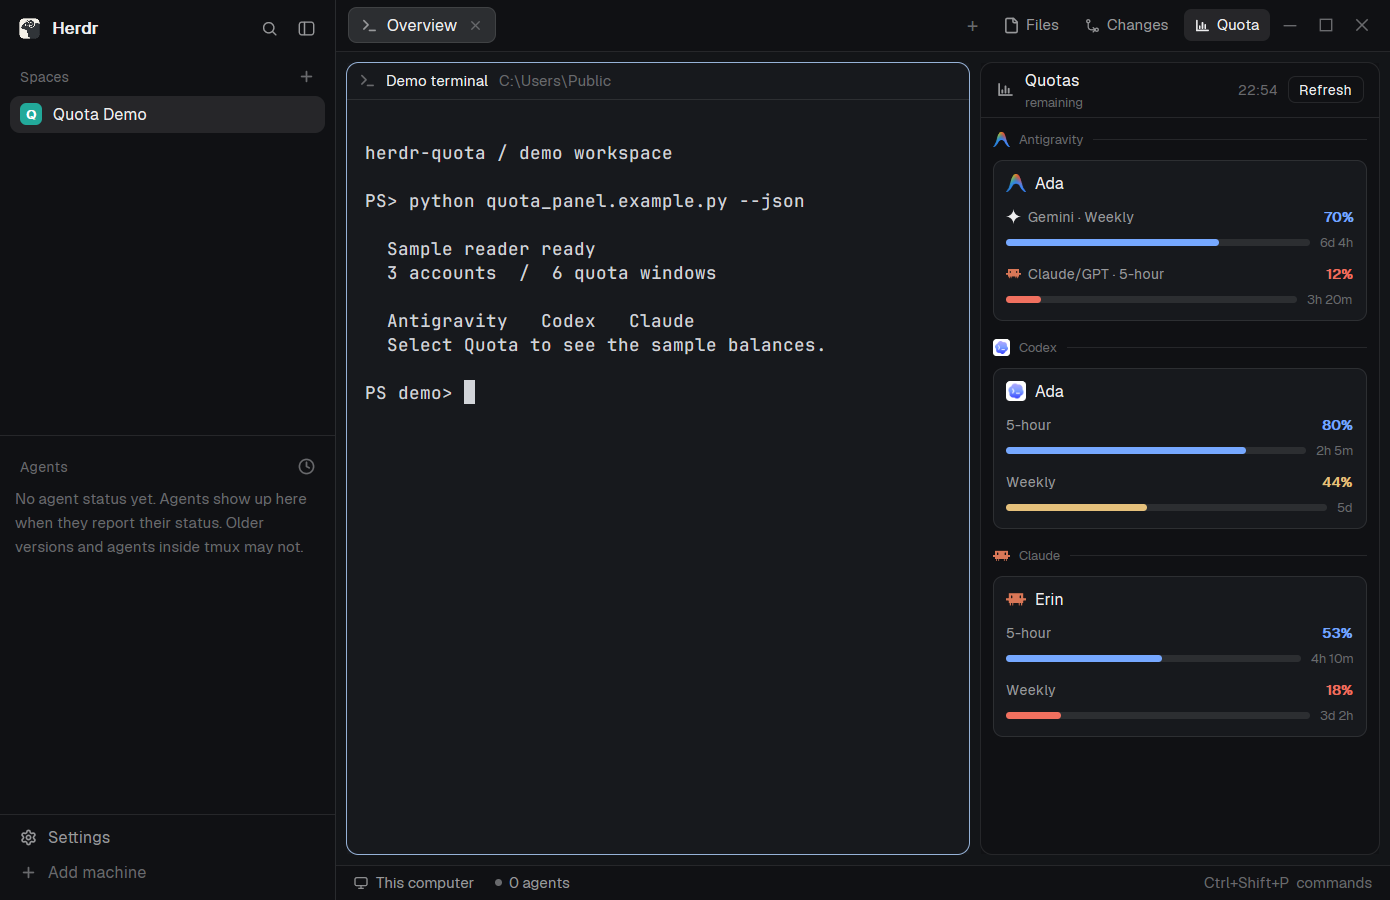 Herdr
Spaces
Q Quota Demo
Agents
No agent status yet. Agents show up here
when they report their status. Older
versions and agents inside tmux may not.
Settings
Add machine
Overview
Files
Changes
Quota
Demo terminal C:\Users\Public
herdr-quota / demo workspace
PS> python quota_panel.example.py --json
Sample reader ready
3 accounts / 6 quota windows
Antigravity Codex Claude
Select Quota to see the sample balances.
PS demo>
Quotas
remaining
22:54
Refresh
Antigravity
Ada
Gemini · Weekly 70%
6d 4h
Claude/GPT · 5-hour 12%
3h 20m
Codex
Ada
5-hour 80%
2h 5m
Weekly 44%
5d
Claude
Erin
5-hour 53%
4h 10m
Weekly 18%
3d 2h
This computer
0 agents
Ctrl+Shift+P commands